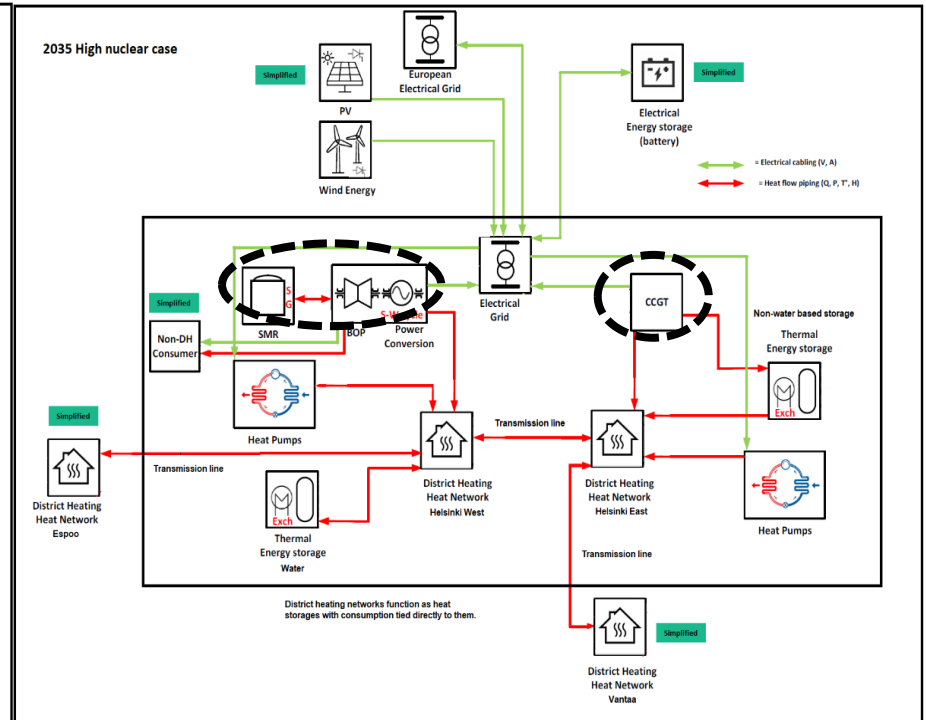 2035 High nuclear case
Simplified
PV
European
Electrical Grid
Simplified
Electrical
Energy storage
(battery)
Wind Energy
= Electrical cabling (V, A)
= Heat flow piping (Q, P, T°, H)
S
G
SMR
BOP
Power
Conversion
Electrical
Grid
CCGT
Non-water based storage
Thermal
Energy storage
Exch
Simplified
Non-DH
Consumer
Heat Pumps
Simplified
Transmission line
District Heating
Heat Network
Espoo
Transmission line
District Heating
Heat Network
Helsinki West
District Heating
Heat Network
Helsinki East
Heat Pumps
Exch
Thermal
Energy storage
Water
Transmission line
District heating networks function as heat
storages with consumption tied directly to them.
Simplified
District Heating
Heat Network
Vantaa